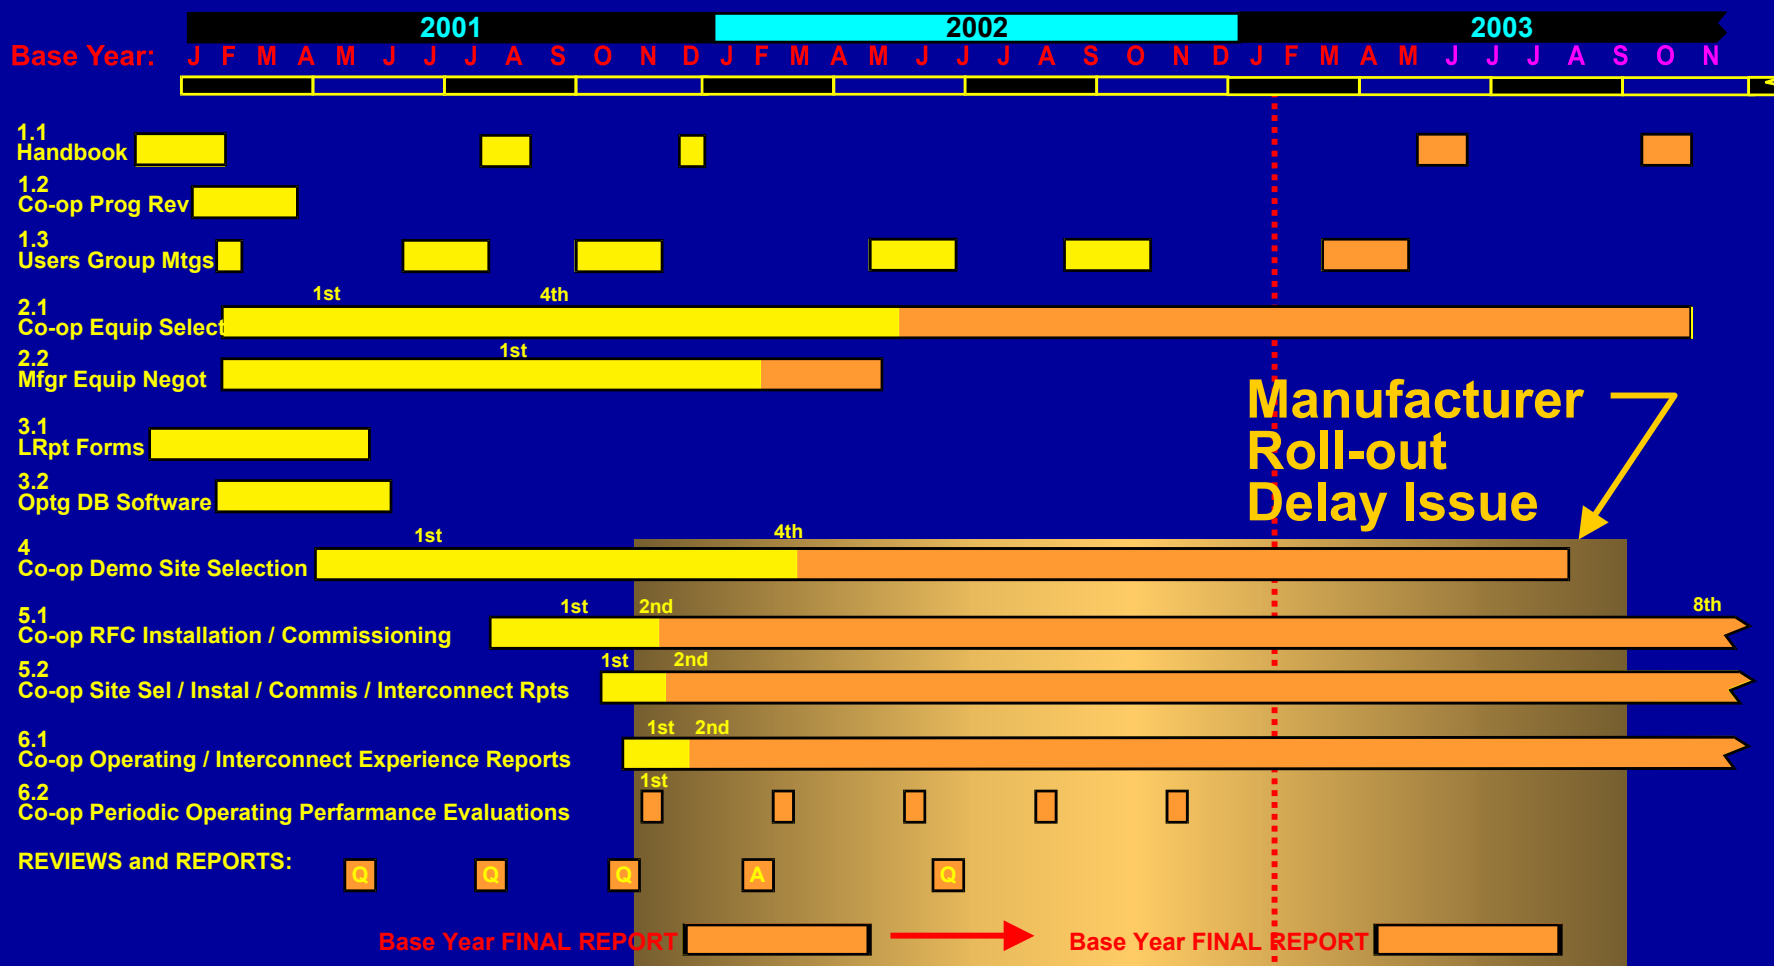 2001 2002 2003
Base Year: J F M A M J J A S O N D J F M A M J J A S O N D J F M A M J J A S O N
1.1
Handbook
1.2
Co-op Prog Rev
1.3
Users Group Mtgs
1st 4th
2.1
Co-op Equip Select
1st
2.2
Mfgr Equip Negot
Manufacturer
Roll-out
Delay Issue
3.1
LRpt Forms
3.2
Optg DB Software
1st 4th
4
Co-op Demo Site Selection
1st 2nd 8th
5.1
Co-op RFC Installation / Commissioning
1st 2nd
5.2
Co-op Site Sel / Instal / Commis / Interconnect Rpts
1st 2nd
6.1
Co-op Operating / Interconnect Experience Reports
1st
6.2
Co-op Periodic Operating Perfarmance Evaluations
REVIEWS and REPORTS:
Q Q Q A Q
Base Year FINAL REPORT Base Year FINAL REPORT